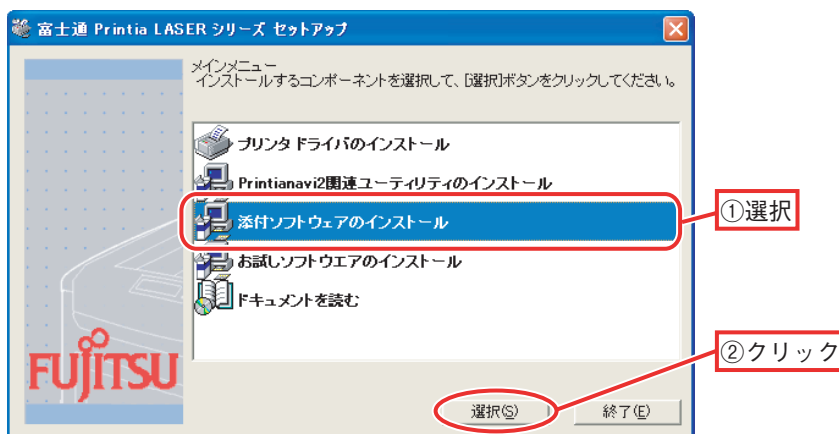 富士通 Printia LASER シリーズ セットアップ
メインメニュー
インストールするコンポーネントを選択して、[選択]ボタンをクリックしてください。
プリンタ ドライバのインストール
Printianavi2関連ユーティリティのインストール
添付ソフトウェアのインストール
①選択
お試しソフトウエアのインストール
ドキュメントを読む
②クリック
FUJITSU
選択(S)
終了(E)